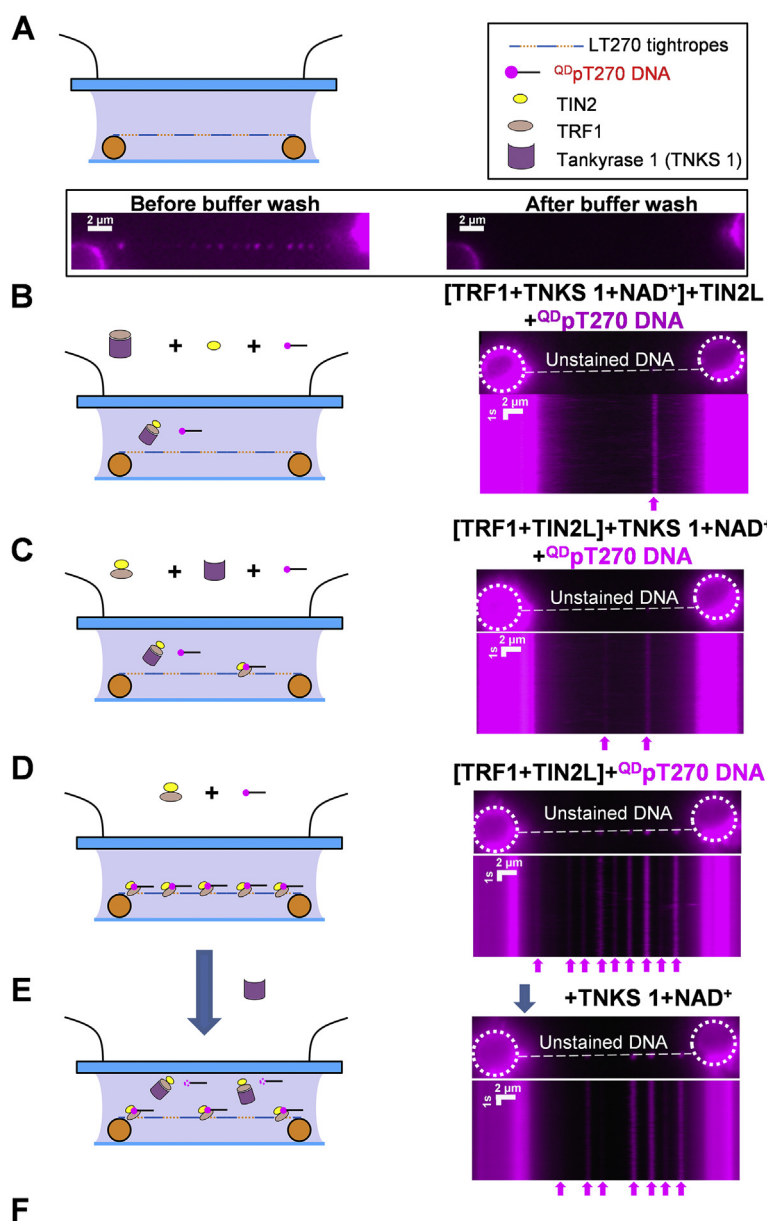 A
LT270 tightropes
QDpT270 DNA
TIN2
TRF1
Tankyrase 1 (TNKS 1)
Before buffer wash
After buffer wash
2 µm
2 µm
B
[TRF1+TNKS 1+NAD⁺]+TIN2L
+QDpT270 DNA
+ +
Unstained DNA
2 µm
1s
C
[TRF1+TIN2L]+TNKS 1+NAD⁺
+QDpT270 DNA
+ +
Unstained DNA
2 µm
1s
D
[TRF1+TIN2L]+QDpT270 DNA
+
Unstained DNA
2 µm
1s
E
+TNKS 1+NAD⁺
Unstained DNA
2 µm
1s
F